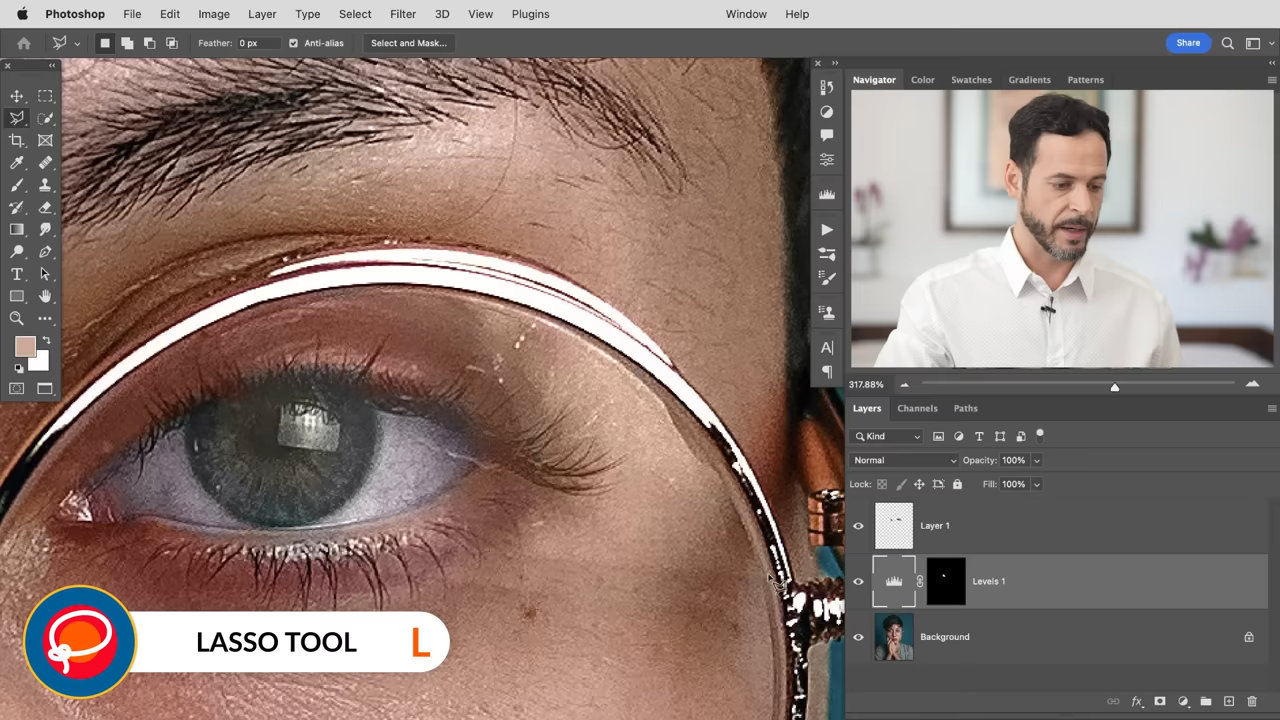 Photoshop File Edit Image Layer Type Select Filter 3D View Plugins Window Help
Feather: 0 px Anti-alias Select and Mask... Share
Navigator Color Swatches Gradients Patterns
317.88%
Layers Channels Paths
Kind
Normal Opacity: 100%
Lock: Fill: 100%
Layer 1
Levels 1
Background
LASSO TOOL L